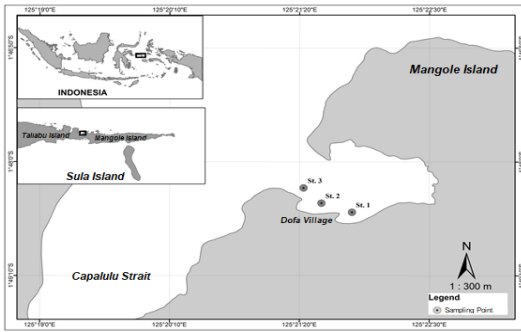 125°19'0"E
125°20'0"E
125°21'20"E
125°22'30"E
INDONESIA
Taliabu Island
Mangole Island
Sula Island
Mangole Island
St. 3
St. 2
St. 1
Dofa Village
Capalulu Strait
N
1 : 300 m
Legend
Sampling Point
125°19'0"E
125°20'0"E
125°21'20"E
125°22'30"E